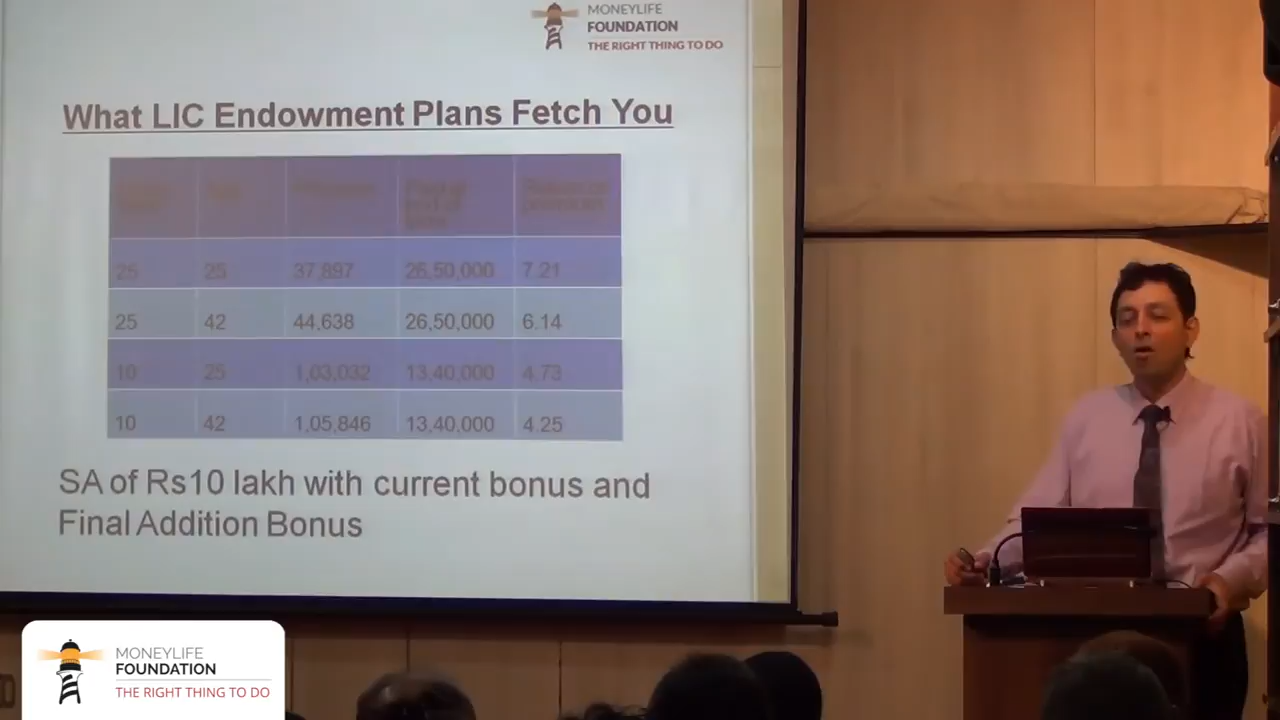 MONEYLIFE
FOUNDATION
THE RIGHT THING TO DO
What LIC Endowment Plans Fetch You
Age
25 25 37,897 26,50,000 7.21
25 42 44,638 26,50,000 6.14
10 25 1,03,032 13,40,000 4.73
10 42 1,05,846 13,40,000 4.25
SA of Rs10 lakh with current bonus and
Final Addition Bonus
MONEYLIFE
FOUNDATION
THE RIGHT THING TO DO